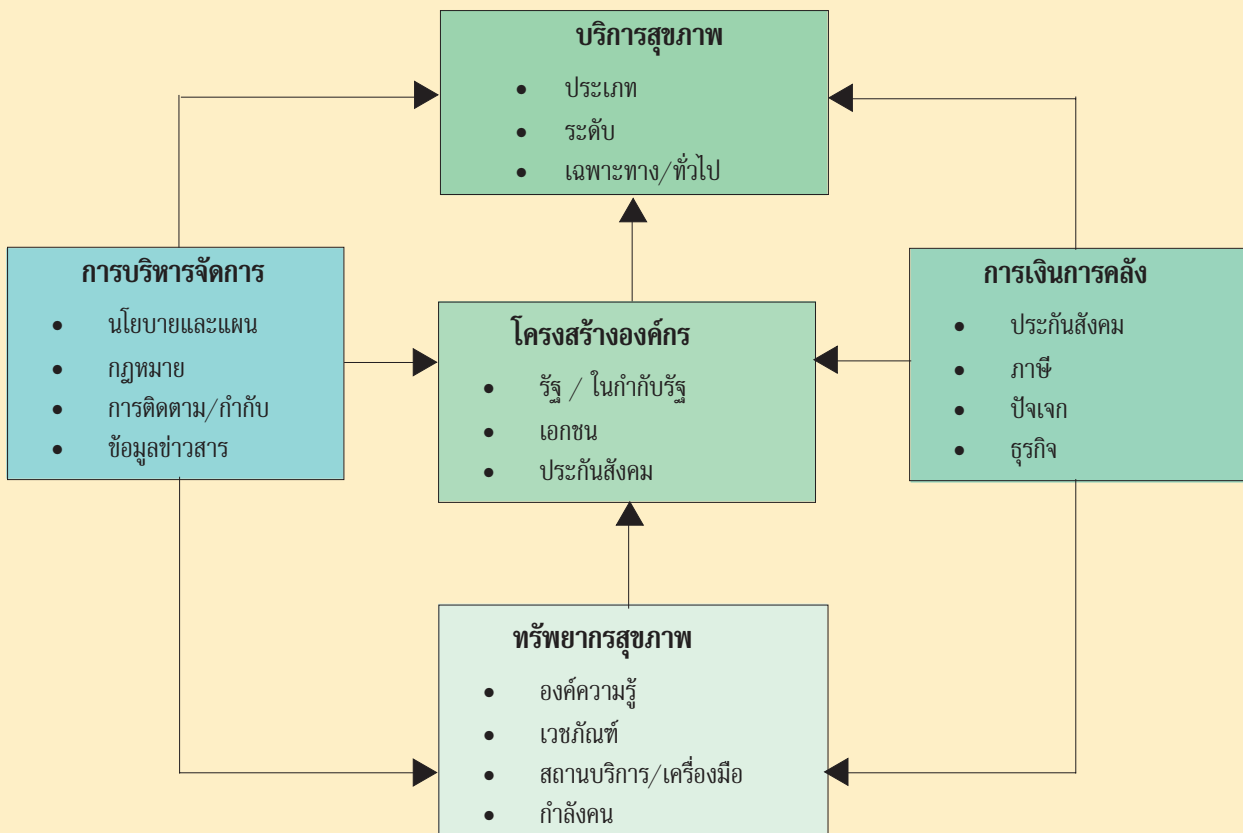 บริการสุขภาพ
• ประเภท
• ระดับ
• เฉพาะทาง/ทั่วไป
การบริหารจัดการ
• นโยบายและแผน
• กฎหมาย
• การติดตาม/กำกับ
• ข้อมูลข่าวสาร
โครงสร้างองค์กร
• รัฐ / ในกำกับรัฐ
• เอกชน
• ประกันสังคม
การเงินการคลัง
• ประกันสังคม
• ภาษี
• ปัจเจก
• ธุรกิจ
ทรัพยากรสุขภาพ
• องค์ความรู้
• เวชภัณฑ์
• สถานบริการ/เครื่องมือ
• กำลังคน